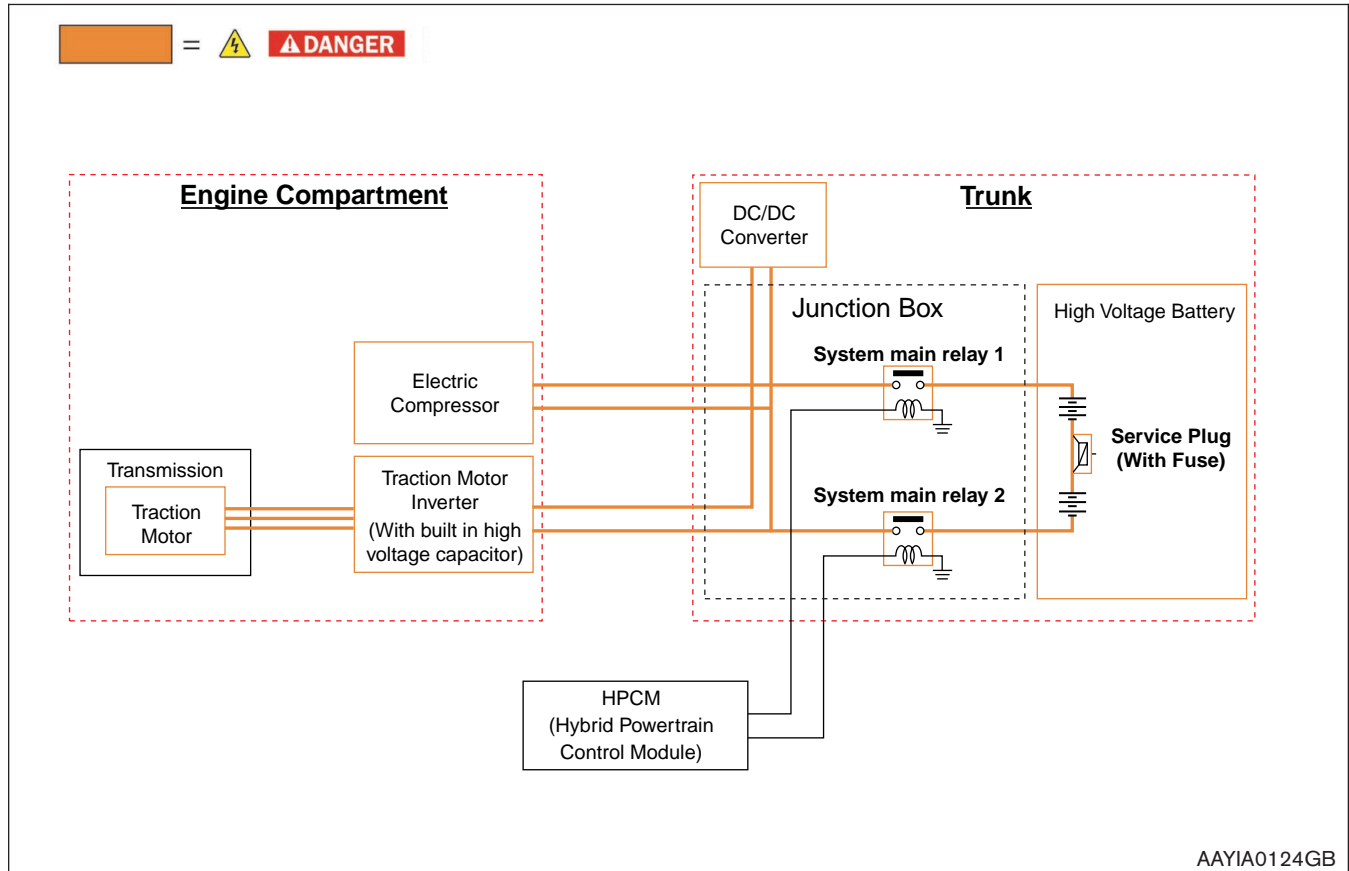 = DANGER
Engine Compartment
Trunk
DC/DC
Converter
Junction Box
High Voltage Battery
System main relay 1
Electric
Compressor
Service Plug
(With Fuse)
Transmission
Traction
Motor
Traction Motor
Inverter
(With built in high
voltage capacitor)
System main relay 2
HPCM
(Hybrid Powertrain
Control Module)
AAYIA0124GB